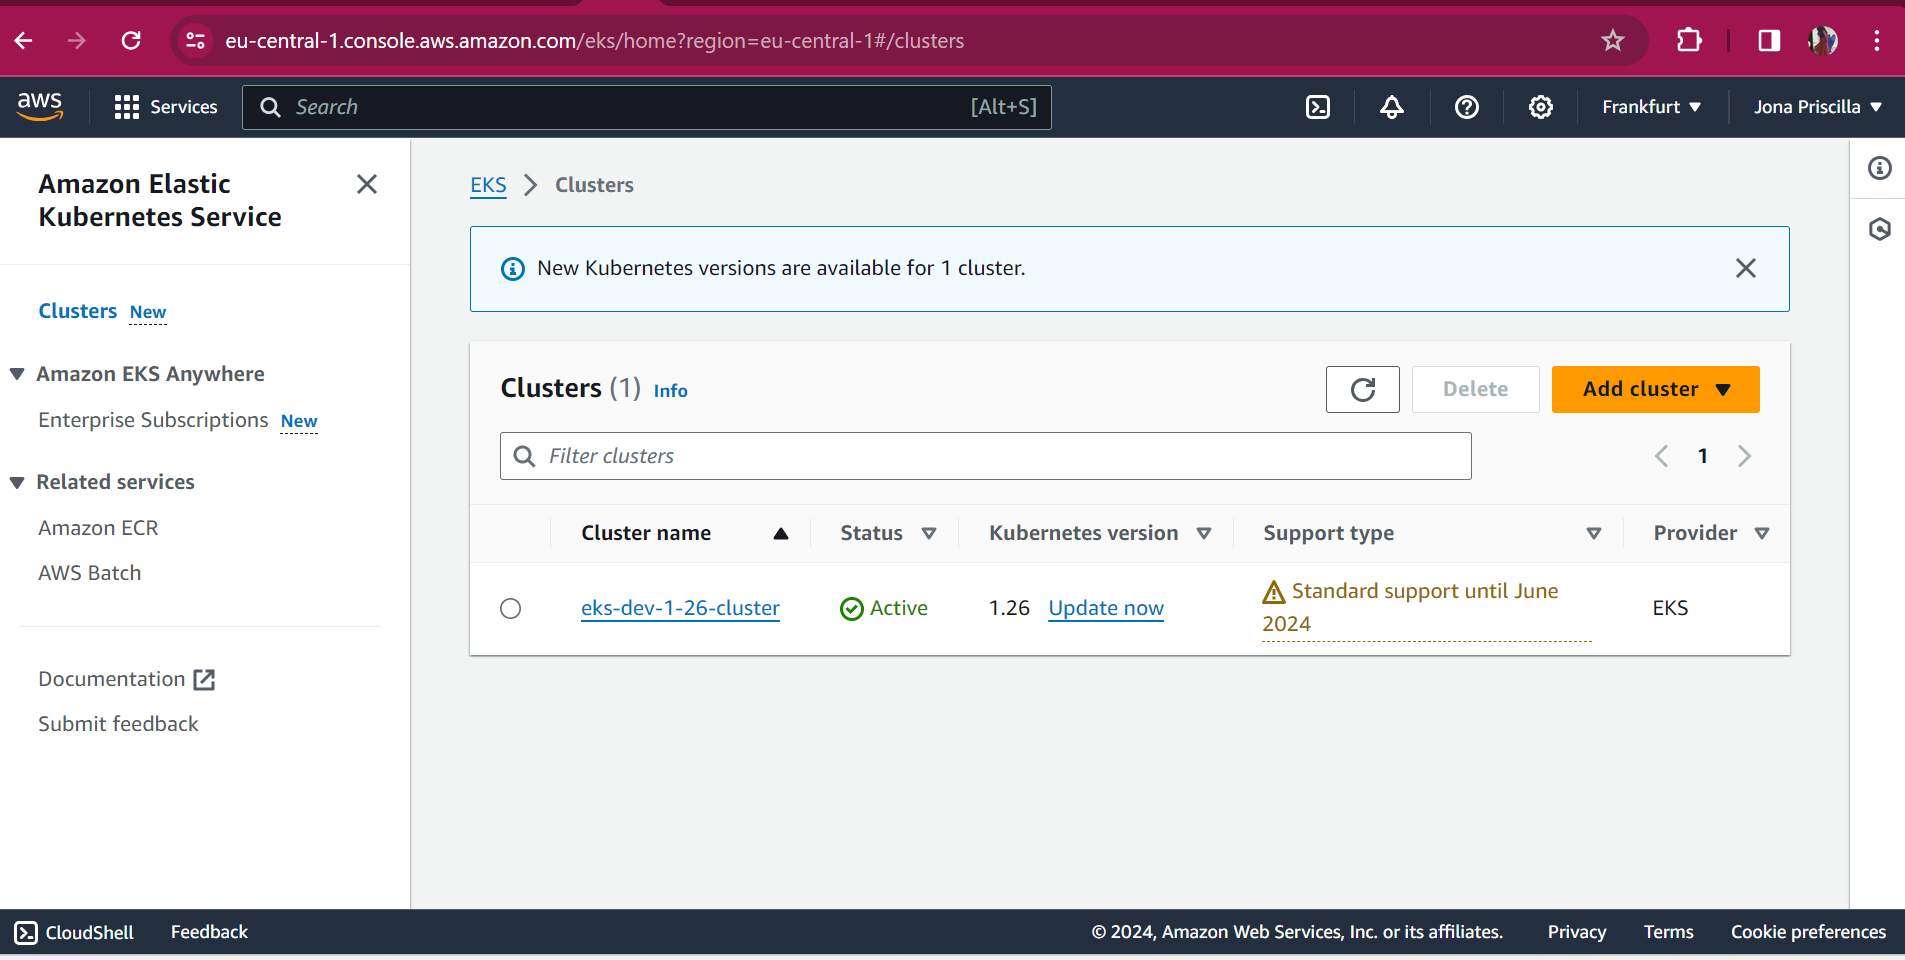 eu-central-1.console.aws.amazon.com/eks/home?region=eu-central-1#/clusters
aws
Services
Search
[Alt+S]
Frankfurt
Jona Priscilla
Amazon Elastic
Kubernetes Service
Clusters New
Amazon EKS Anywhere
Enterprise Subscriptions New
Related services
Amazon ECR
AWS Batch
Documentation
Submit feedback
EKS
Clusters
New Kubernetes versions are available for 1 cluster.
Clusters (1) Info
Delete
Add cluster
Filter clusters
1
Cluster name
Status
Kubernetes version
Support type
Provider
eks-dev-1-26-cluster
Active
1.26
Update now
Standard support until June
2024
EKS
CloudShell
Feedback
© 2024, Amazon Web Services, Inc. or its affiliates.
Privacy
Terms
Cookie preferences